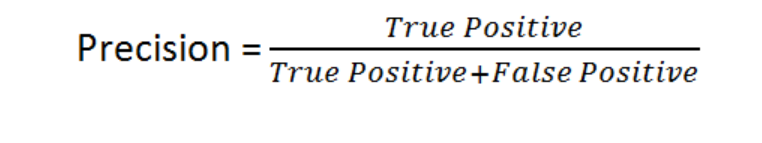 True Positive
Precision =
True Positive+False Positive